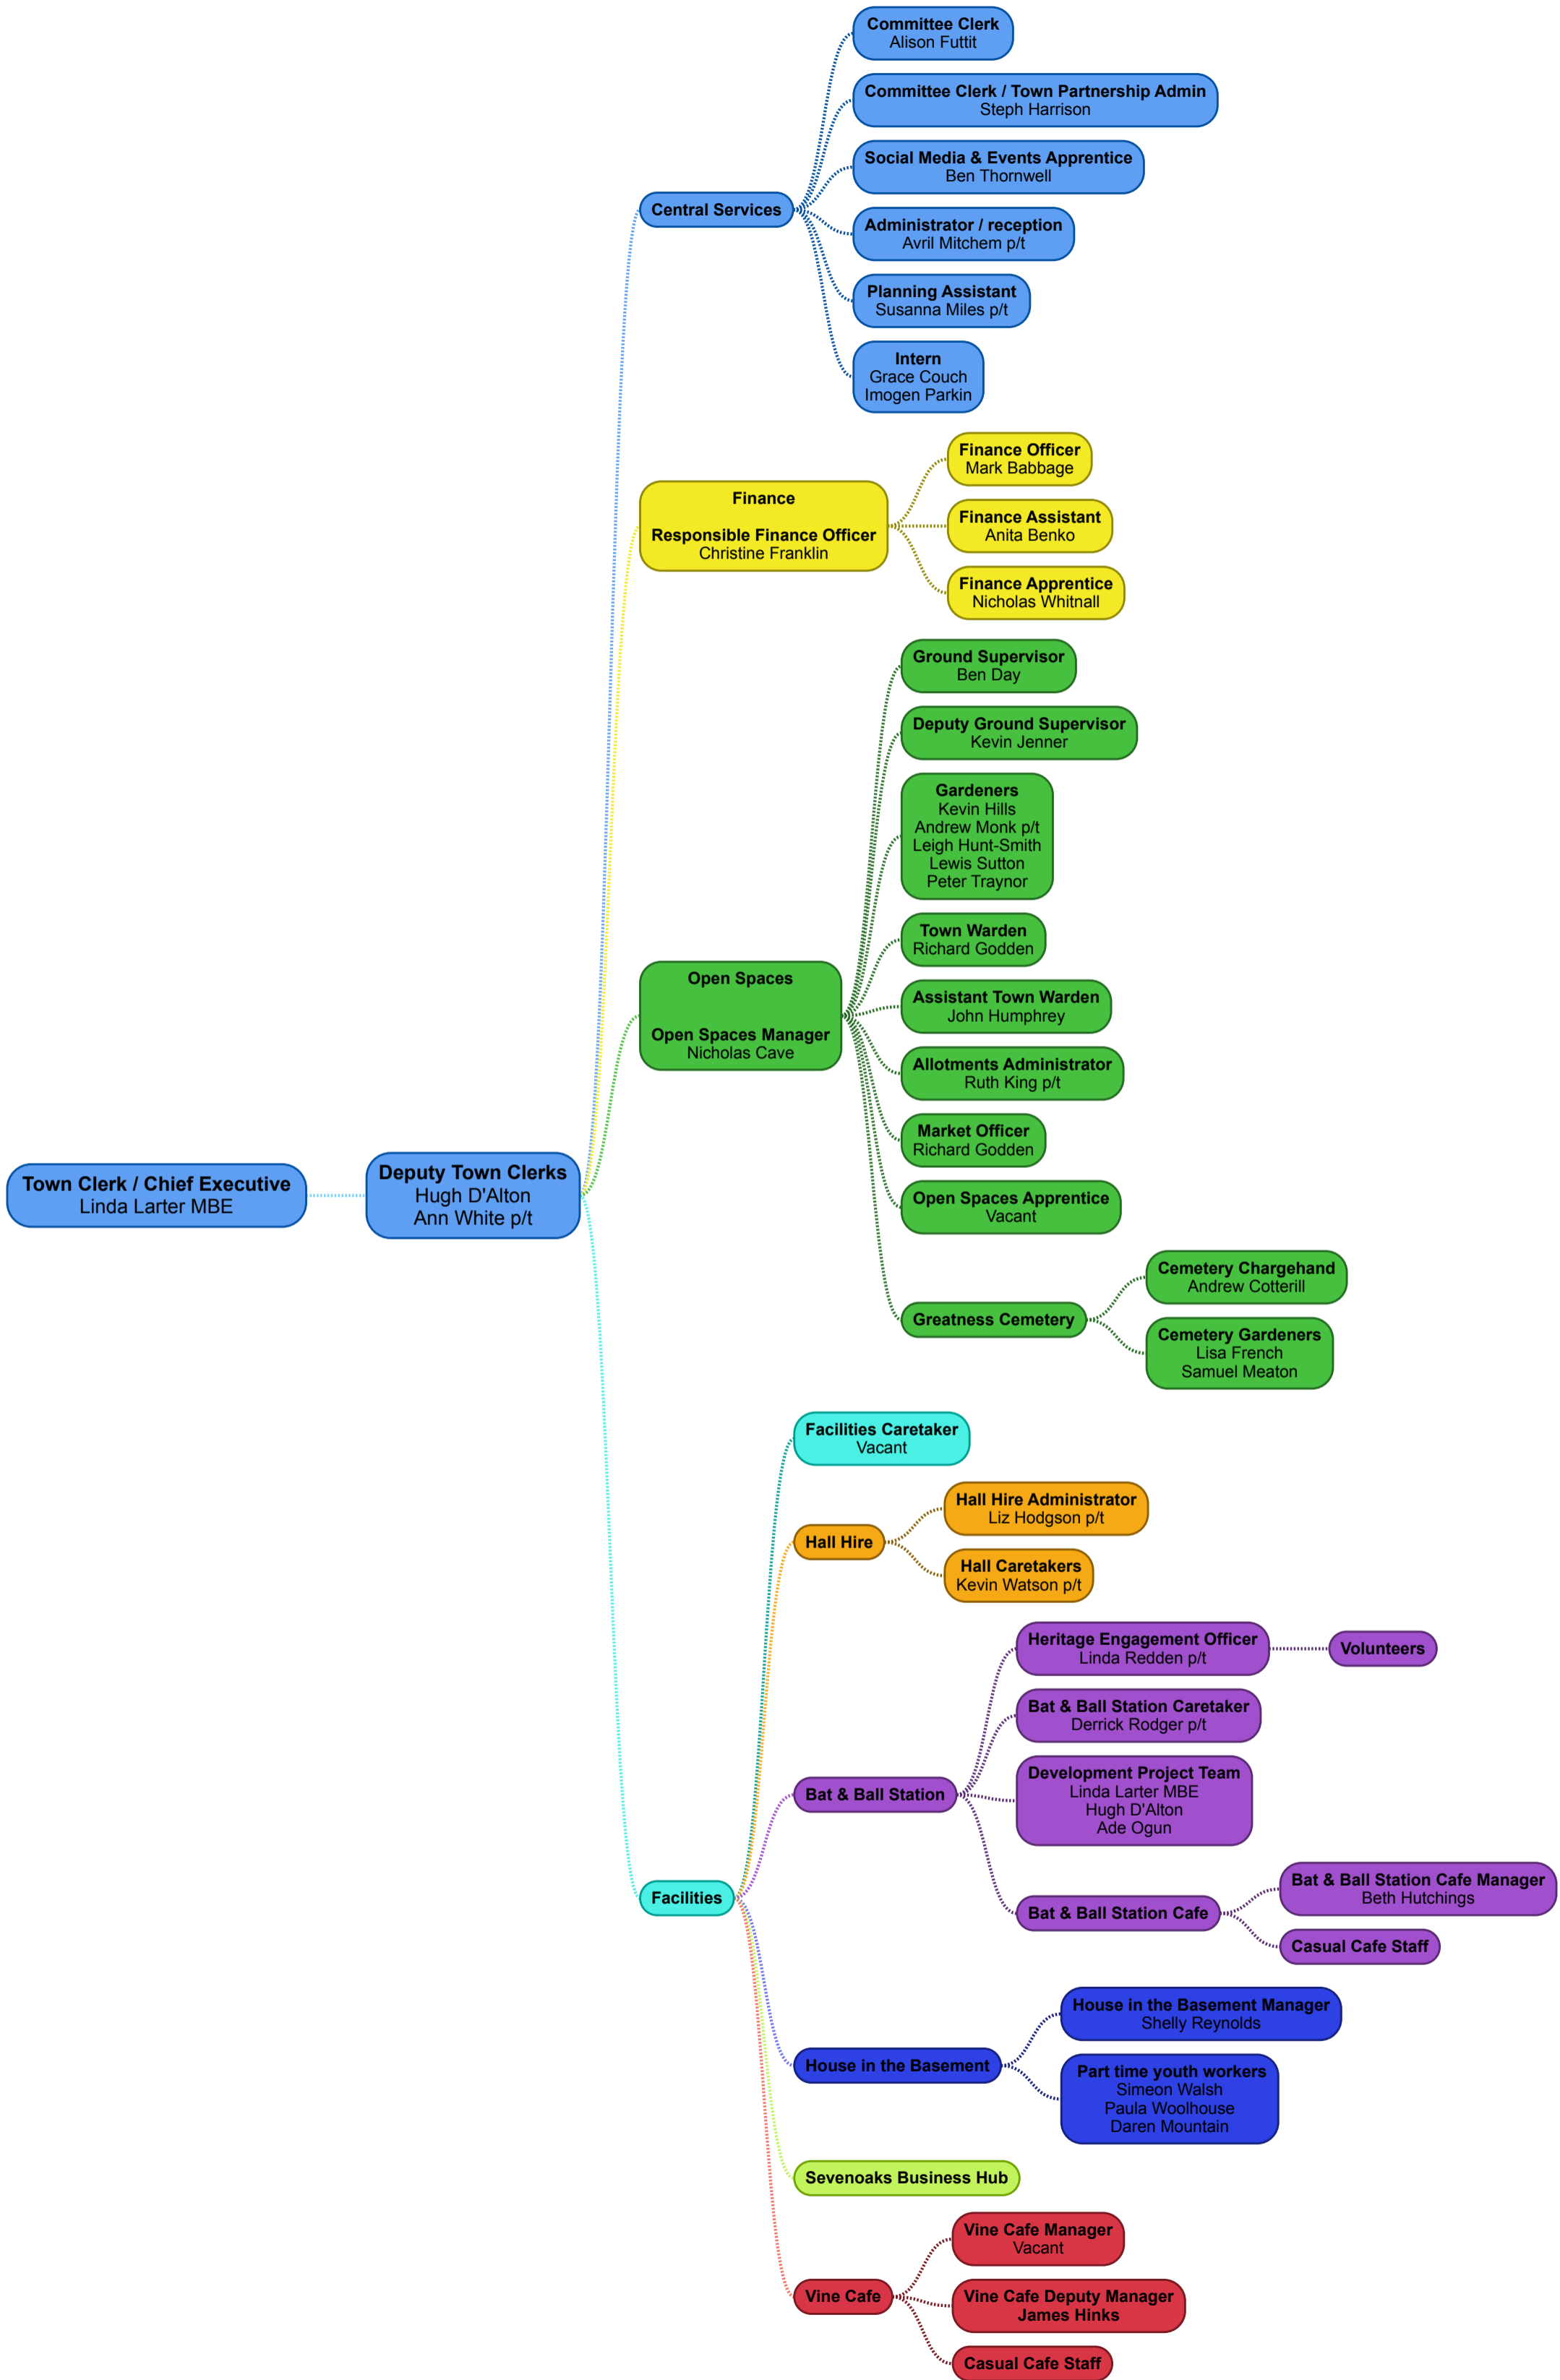 Town Clerk / Chief Executive
Linda Larter MBE
Deputy Town Clerks
Hugh D'Alton
Ann White p/t
Central Services
Committee Clerk
Alison Futtit
Committee Clerk / Town Partnership Admin
Steph Harrison
Social Media & Events Apprentice
Ben Thornwell
Administrator / reception
Avril Mitchem p/t
Planning Assistant
Susanna Miles p/t
Intern
Grace Couch
Imogen Parkin
Finance
Responsible Finance Officer
Christine Franklin
Finance Officer
Mark Babbage
Finance Assistant
Anita Benko
Finance Apprentice
Nicholas Whitnall
Open Spaces
Open Spaces Manager
Nicholas Cave
Ground Supervisor
Ben Day
Deputy Ground Supervisor
Kevin Jenner
Gardeners
Kevin Hills
Andrew Monk p/t
Leigh Hunt-Smith
Lewis Sutton
Peter Traynor
Town Warden
Richard Godden
Assistant Town Warden
John Humphrey
Allotments Administrator
Ruth King p/t
Market Officer
Richard Godden
Open Spaces Apprentice
Vacant
Greatness Cemetery
Cemetery Chargehand
Andrew Cotterill
Cemetery Gardeners
Lisa French
Samuel Meaton
Facilities
Facilities Caretaker
Vacant
Hall Hire
Hall Hire Administrator
Liz Hodgson p/t
Hall Caretakers
Kevin Watson p/t
Bat & Ball Station
Heritage Engagement Officer
Linda Redden p/t
Volunteers
Bat & Ball Station Caretaker
Derrick Rodger p/t
Development Project Team
Linda Larter MBE
Hugh D'Alton
Ade Ogun
Bat & Ball Station Cafe
Bat & Ball Station Cafe Manager
Beth Hutchings
Casual Cafe Staff
House in the Basement
House in the Basement Manager
Shelly Reynolds
Part time youth workers
Simeon Walsh
Paula Woolhouse
Daren Mountain
Sevenoaks Business Hub
Vine Cafe
Vine Cafe Manager
Vacant
Vine Cafe Deputy Manager
James Hinks
Casual Cafe Staff